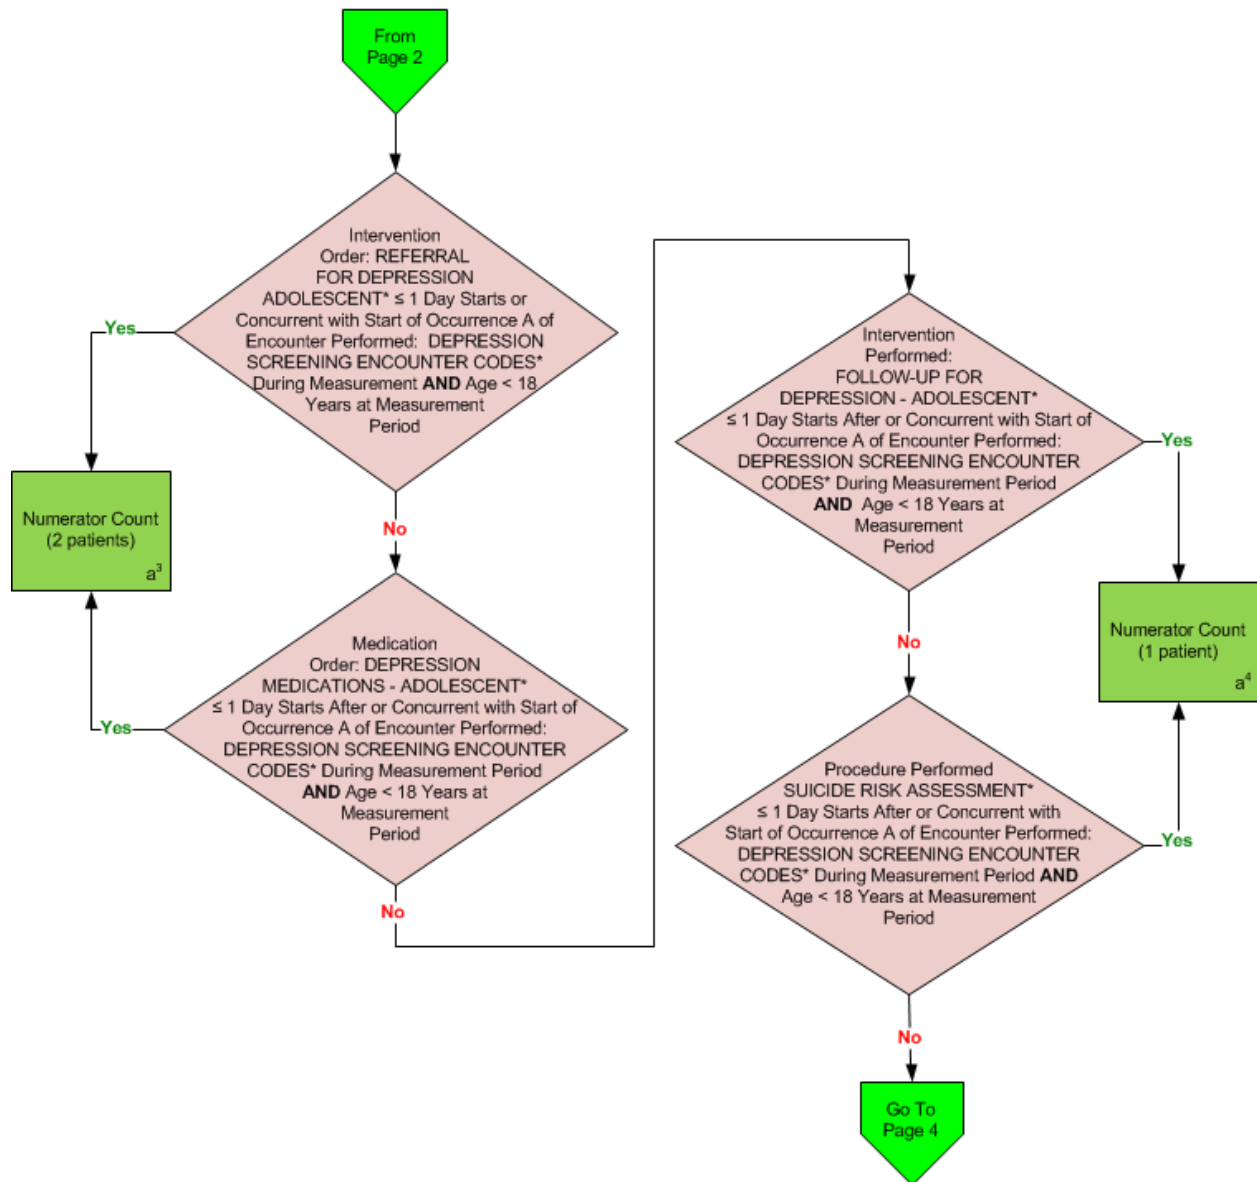 From
Page 2
Intervention
Order: REFERRAL
FOR DEPRESSION
ADOLESCENT* ≤ 1 Day Starts or
Concurrent with Start of Occurrence A of
Encounter Performed: DEPRESSION
SCREENING ENCOUNTER CODES*
During Measurement AND Age < 18
Years at Measurement
Period
Yes
No
Numerator Count
(2 patients)
a³
Medication
Order: DEPRESSION
MEDICATIONS - ADOLESCENT*
≤ 1 Day Starts After or Concurrent with Start of
Occurrence A of Encounter Performed:
DEPRESSION SCREENING ENCOUNTER
CODES* During Measurement Period
AND Age < 18 Years at
Measurement
Period
Yes
No
Intervention
Performed:
FOLLOW-UP FOR
DEPRESSION - ADOLESCENT*
≤ 1 Day Starts After or Concurrent with Start of
Occurrence A of Encounter Performed:
DEPRESSION SCREENING ENCOUNTER
CODES* During Measurement Period
AND Age < 18 Years at
Measurement
Period
Yes
No
Numerator Count
(1 patient)
a⁴
Procedure Performed
SUICIDE RISK ASSESSMENT*
≤ 1 Day Starts After or Concurrent with
Start of Occurrence A of Encounter Performed:
DEPRESSION SCREENING ENCOUNTER
CODES* During Measurement Period AND
Age < 18 Years at Measurement
Period
Yes
No
Go To
Page 4